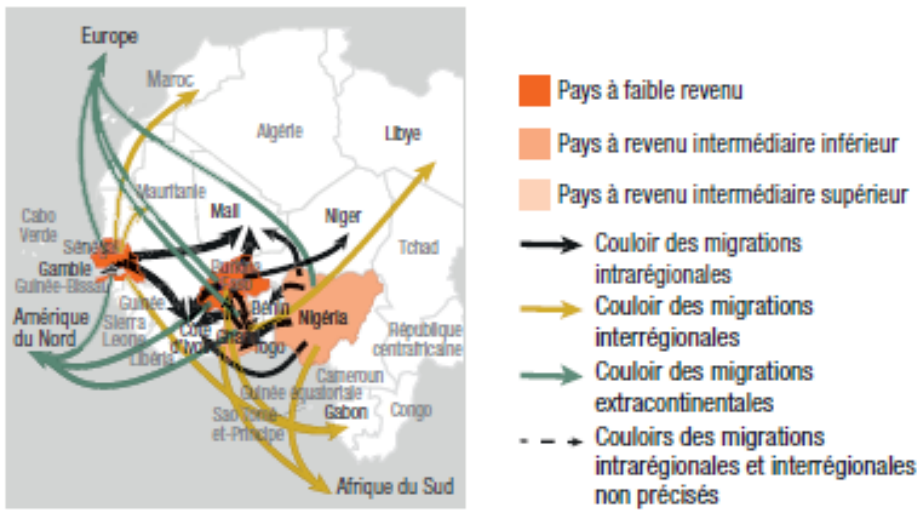 Europe
Maroc
Algérie
Libye
Mauritanie
Cabo
Verde
Mali
Niger
Tchad
Sénégal
Gambie
Guinée-Bissau
Burkina
Faso
Bénin
Nigéria
Amérique
du Nord
Guinée
Sierra
Leone
Libéria
Côte
d'Ivoire
Togo
République
centrafricaine
Cameroun
Guinée équatoriale
Sao Tomé-
et-Principe
Gabon
Congo
Afrique du Sud
Pays à faible revenu
Pays à revenu intermédiaire inférieur
Pays à revenu intermédiaire supérieur
Couloir des migrations
intrarégionales
Couloir des migrations
interrégionales
Couloir des migrations
extracontinentales
Couloirs des migrations
intrarégionales et interrégionales
non précisés